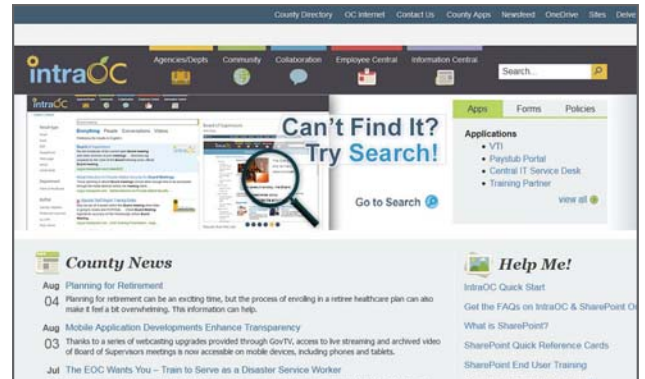 County Directory OC Internet Contact Us County Apps Newsfeed OneDrive Sites
intraOC
Agencies/Depts Community Collaboration Employee Central Information Central
Search...
intraOC
Everything People Conversations Videos
Can't Find It?
Try Search!
Go to Search
Apps Forms Policies
Applications
VTI
Paystub Portal
Central IT Service Desk
Training Partner
view all
County News
Aug 04 Planning for Retirement
Planning for retirement can be an exciting time, but the process of enrolling in a retiree healthcare plan can also
make it feel a bit overwhelming. This information can help.
Aug 03 Mobile Application Developments Enhance Transparency
Thanks to a series of webcasting upgrades provided through GovTV, access to live streaming and archived video
of Board of Supervisors meetings is now accessible on mobile devices, including phones and tablets.
Jul The EOC Wants You – Train to Serve as a Disaster Service Worker
Help Me!
IntraOC Quick Start
Get the FAQs on IntraOC & SharePoint
What is SharePoint?
SharePoint Quick Reference Cards
SharePoint End User Training